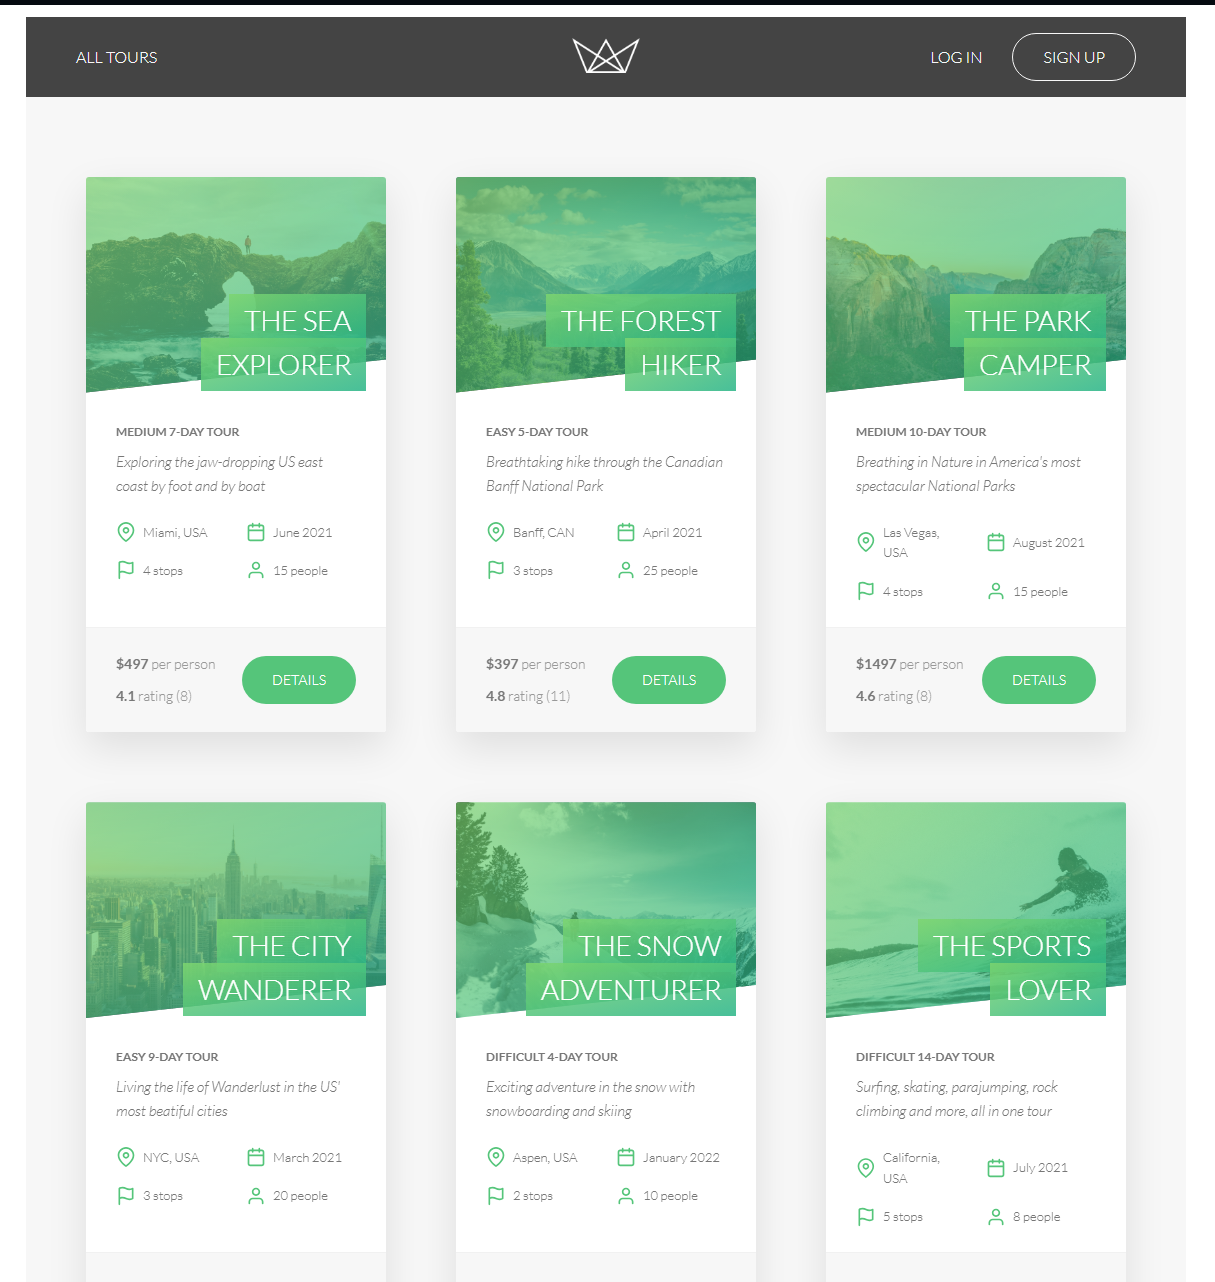 ALL TOURS
LOG IN
SIGN UP
THE SEA
EXPLORER
MEDIUM 7-DAY TOUR
Exploring the jaw-dropping US east
coast by foot and by boat
Miami, USA
June 2021
4 stops
15 people
$497 per person
4.1 rating (8)
DETAILS
THE FOREST
HIKER
EASY 5-DAY TOUR
Breathtaking hike through the Canadian
Banff National Park
Banff, CAN
April 2021
3 stops
25 people
$397 per person
4.8 rating (11)
DETAILS
THE PARK
CAMPER
MEDIUM 10-DAY TOUR
Breathing in Nature in America's most
spectacular National Parks
Las Vegas,
USA
August 2021
4 stops
15 people
$1497 per person
4.6 rating (8)
DETAILS
THE CITY
WANDERER
EASY 9-DAY TOUR
Living the life of Wanderlust in the US'
most beatiful cities
NYC, USA
March 2021
3 stops
20 people
THE SNOW
ADVENTURER
DIFFICULT 4-DAY TOUR
Exciting adventure in the snow with
snowboarding and skiing
Aspen, USA
January 2022
2 stops
10 people
THE SPORTS
LOVER
DIFFICULT 14-DAY TOUR
Surfing, skating, parajumping, rock
climbing and more, all in one tour
California,
USA
July 2021
5 stops
8 people